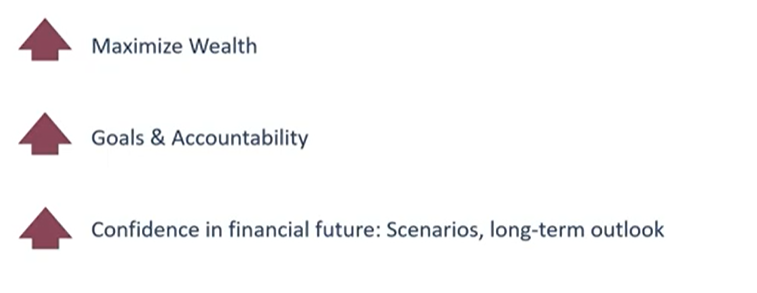 Maximize Wealth
Goals & Accountability
Confidence in financial future: Scenarios, long-term outlook